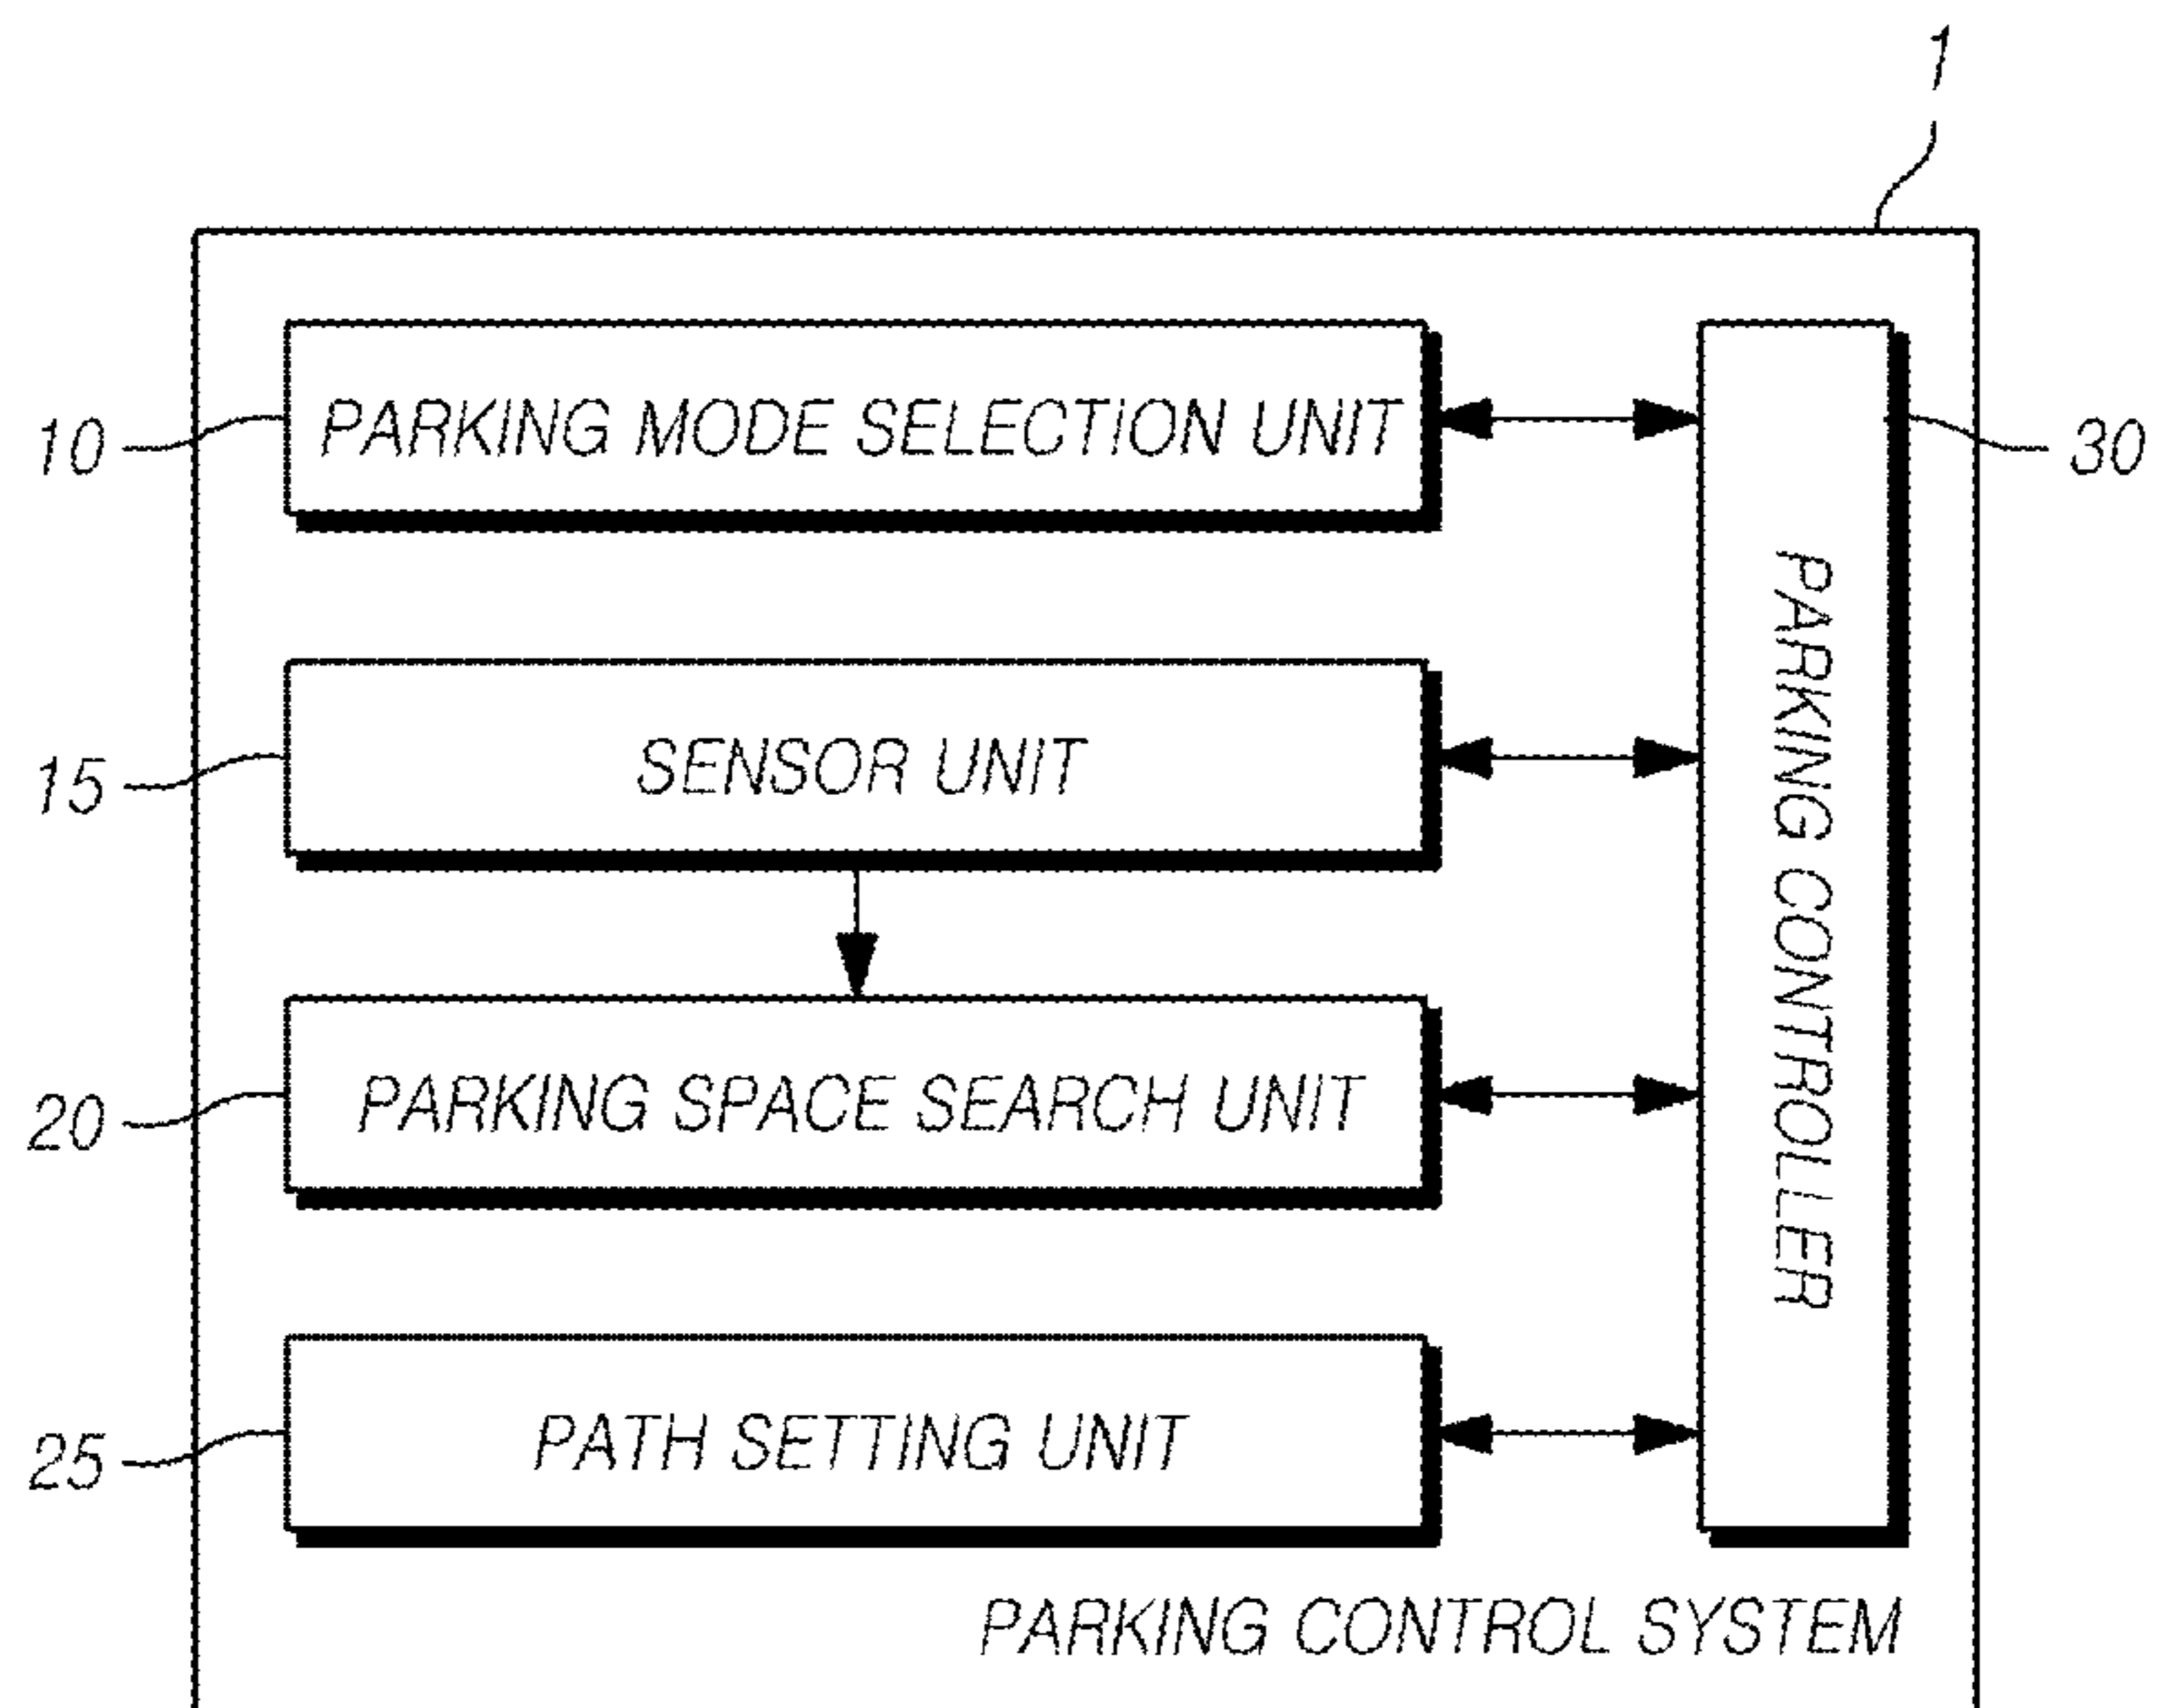 1
10
PARKING MODE SELECTION UNIT
30
15
SENSOR UNIT
PARKING CONTROLLER
20
PARKING SPACE SEARCH UNIT
25
PATH SETTING UNIT
PARKING CONTROL SYSTEM